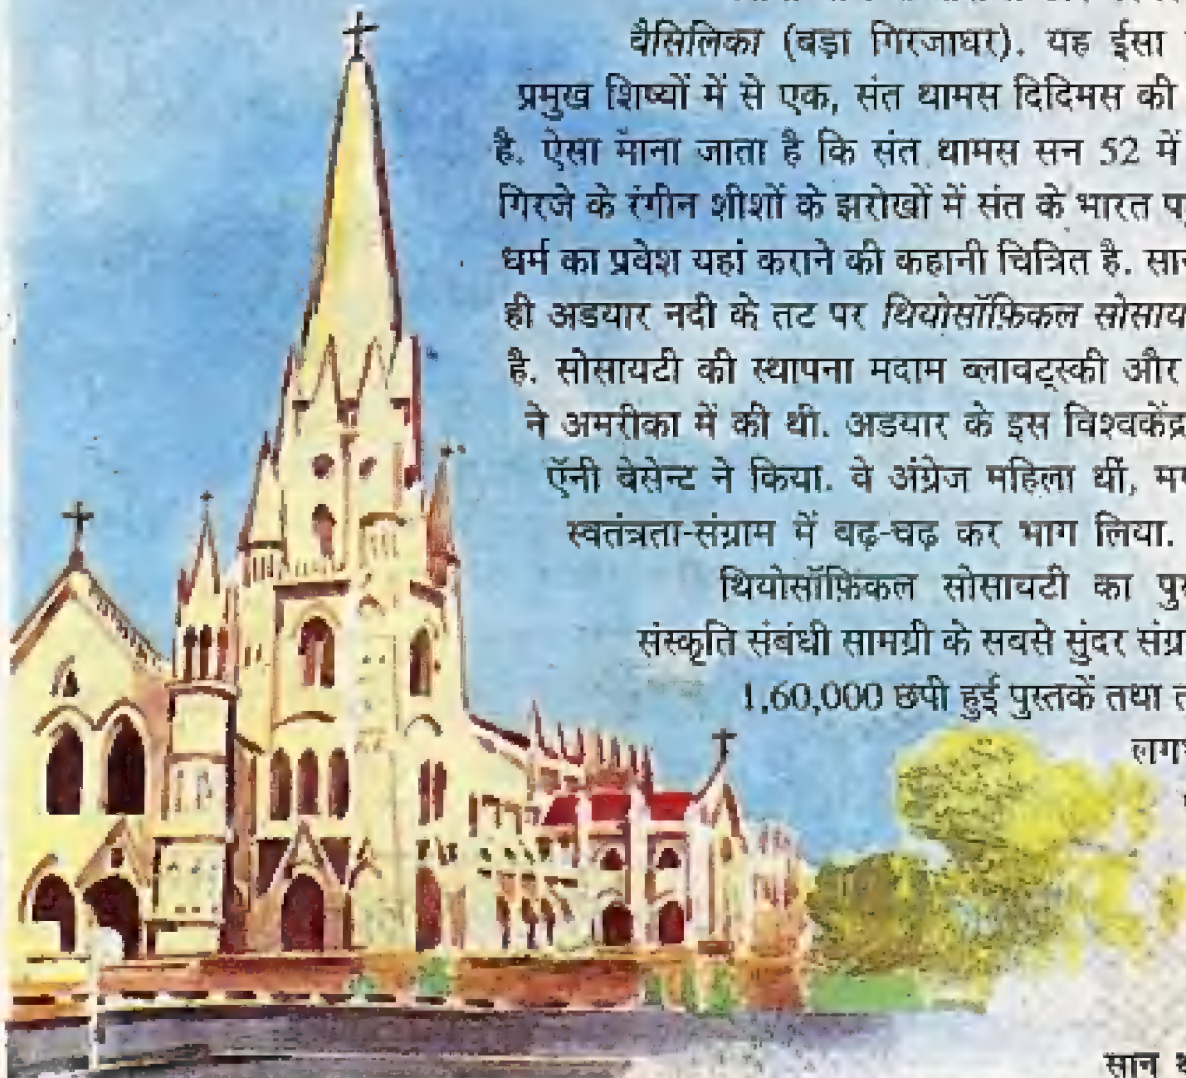 बैसिलिका (बड़ा गिरजाघर). यह ईसा
प्रमुख शिष्यों में से एक, संत थामस दिदिमस की
है. ऐसा माना जाता है कि संत थामस सन 52 में
गिरजे के रंगीन शीशों के झरोखों में संत के भारत
धर्म का प्रवेश यहां कराने की कहानी चित्रित है.
ही अडयार नदी के तट पर थियोसॉफ़िकल
है. सोसायटी की स्थापना मदाम ब्लावट्स्की और
ने अमरीका में की थी. अडयार के इस विश्वकेंद्र
ऍनी बेसेन्ट ने किया. वे अंग्रेज महिला थीं,
स्वतंत्रता-संग्राम में बढ़-चढ़ कर भाग लिया.
थियोसॉफ़िकल सोसायटी का
संस्कृति संबंधी सामग्री के सबसे सुंदर
1,60,000 छपी हुई पुस्तकें तथा
सान